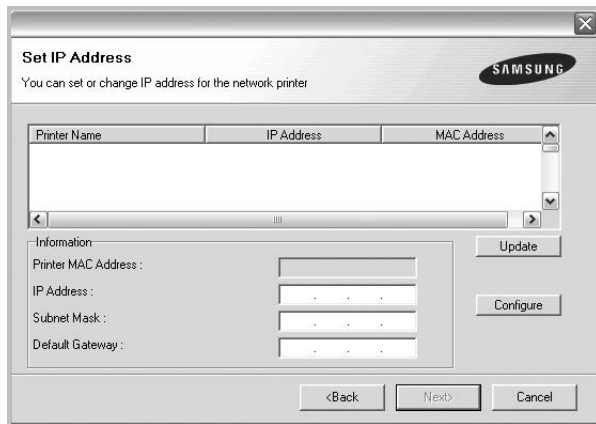 Set IP Address
You can set or change IP address for the network printer
SAMSUNG
Printer Name IP Address MAC Address
Information
Update
Printer MAC Address :
IP Address :
Configure
Subnet Mask :
Default Gateway :
<Back Next> Cancel